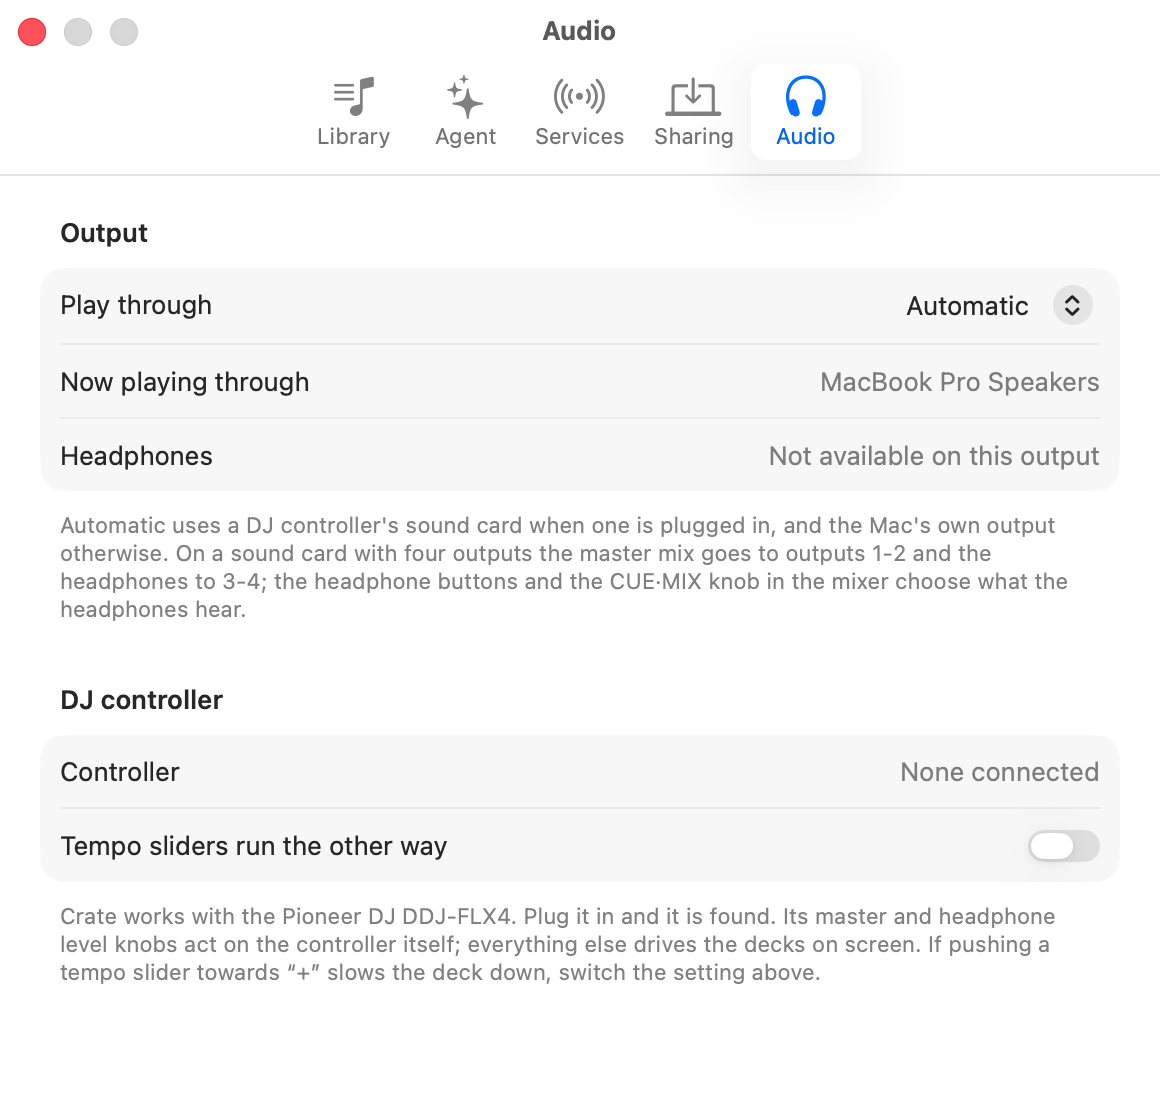 Audio
Library
Agent
Services
Sharing
Audio
Output
Play through
Automatic
Now playing through
MacBook Pro Speakers
Headphones
Not available on this output
Automatic uses a DJ controller's sound card when one is plugged in, and the Mac's own output
otherwise. On a sound card with four outputs the master mix goes to outputs 1-2 and the
headphones to 3-4; the headphone buttons and the CUE·MIX knob in the mixer choose what the
headphones hear.
DJ controller
Controller
None connected
Tempo sliders run the other way
Crate works with the Pioneer DJ DDJ-FLX4. Plug it in and it is found. Its master and headphone
level knobs act on the controller itself; everything else drives the decks on screen. If pushing a
tempo slider towards “+” slows the deck down, switch the setting above.